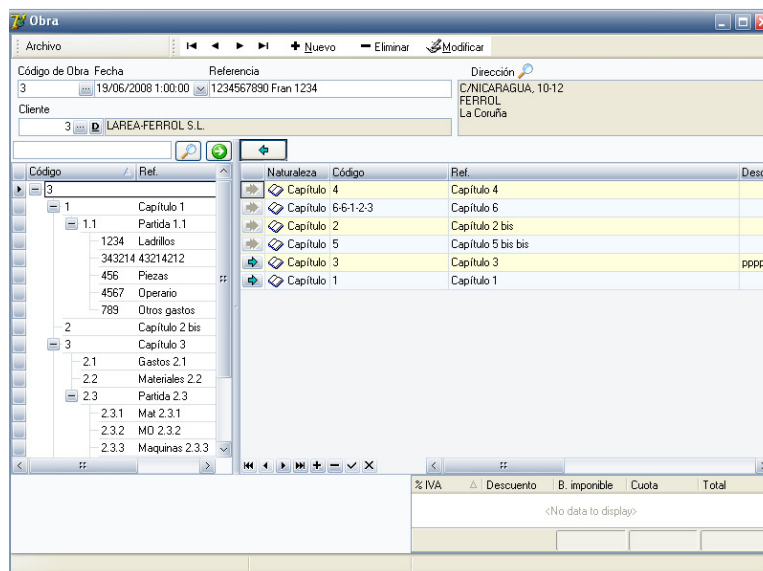 Obra
Archivo Nuevo Eliminar Modificar
Código de Obra Fecha Referencia Dirección
3 ... 19/06/2008 1:00:00 1234567890 Fran 1234 C/NICARAGUA, 10-12
FERROL
La Coruña
Cliente
3 ... D LAREA-FERROL S.L.
Código Ref. Naturaleza Código Ref. Desc
3 Capítulo 4 Capítulo 4
1 Capítulo 1 Capítulo 6-6-1-2-3 Capítulo 6
1.1 Partida 1.1 Capítulo 2 Capítulo 2 bis
1234 Ladrillos Capítulo 5 Capítulo 5 bis bis
343214 43214212 Capítulo 3 Capítulo 3 pppp
456 Piezas Capítulo 1 Capítulo 1
4567 Operario
789 Otros gastos
2 Capítulo 2 bis
3 Capítulo 3
2.1 Gastos 2.1
2.2 Materiales 2.2
2.3 Partida 2.3
2.3.1 Mat 2.3.1
2.3.2 MO 2.3.2
2.3.3 Maquinas 2.3.3
% IVA Descuento B. imponible Cuota Total
<No data to display>